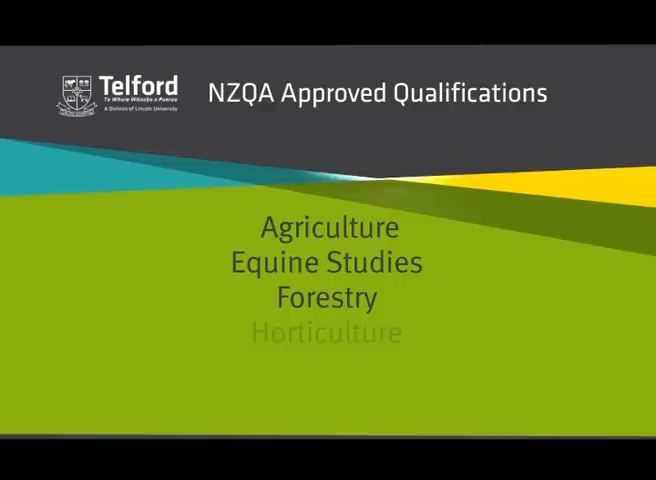 Telford
Te Whare Wānaka o Puerua
A Division of Lincoln University
NZQA Approved Qualifications
Agriculture
Equine Studies
Forestry
Horticulture